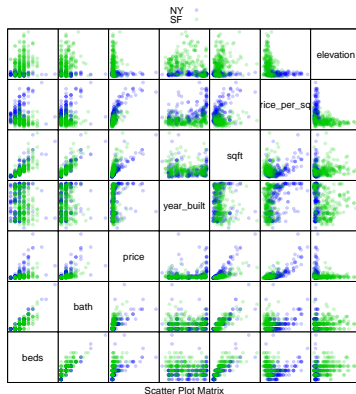 NY
SF
elevation
rice_per_sq
sqft
year_built
price
bath
beds
Scatter Plot Matrix